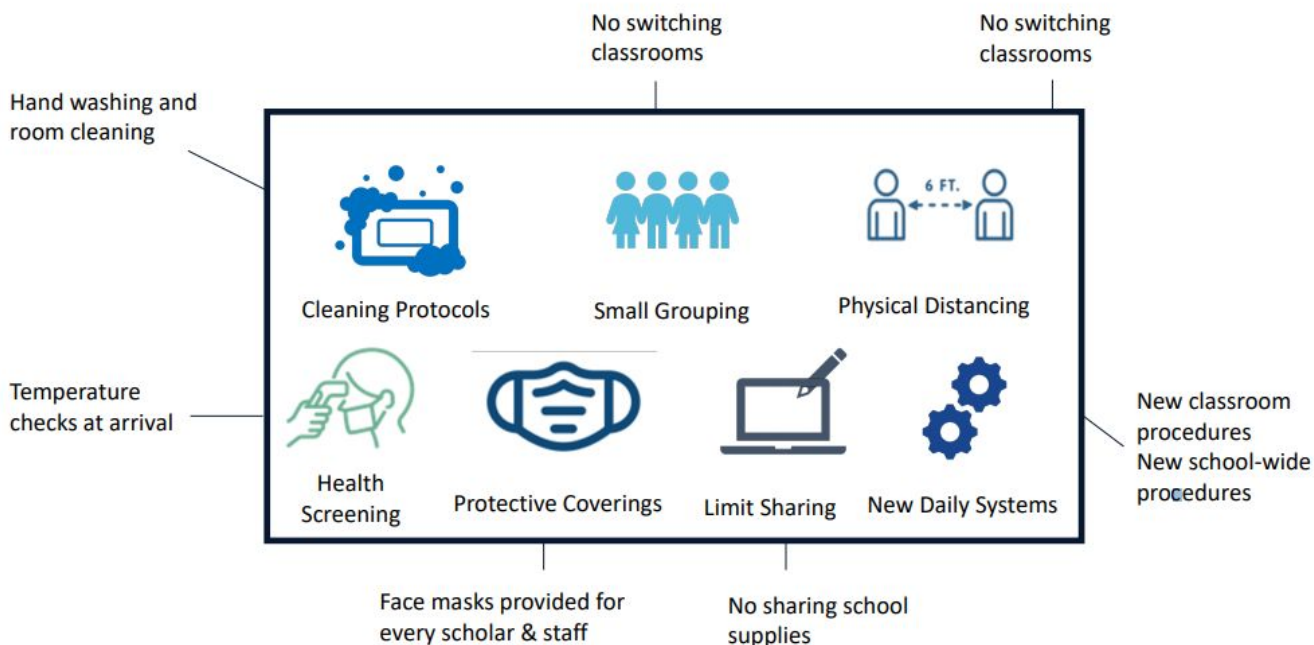 No switching
classrooms
No switching
classrooms
Hand washing and
room cleaning
6 FT.
Cleaning Protocols
Small Grouping
Physical Distancing
Temperature
checks at arrival
New classroom
procedures
New school-wide
procedures
Health
Screening
Protective Coverings
Limit Sharing
New Daily Systems
Face masks provided for
every scholar & staff
No sharing school
supplies